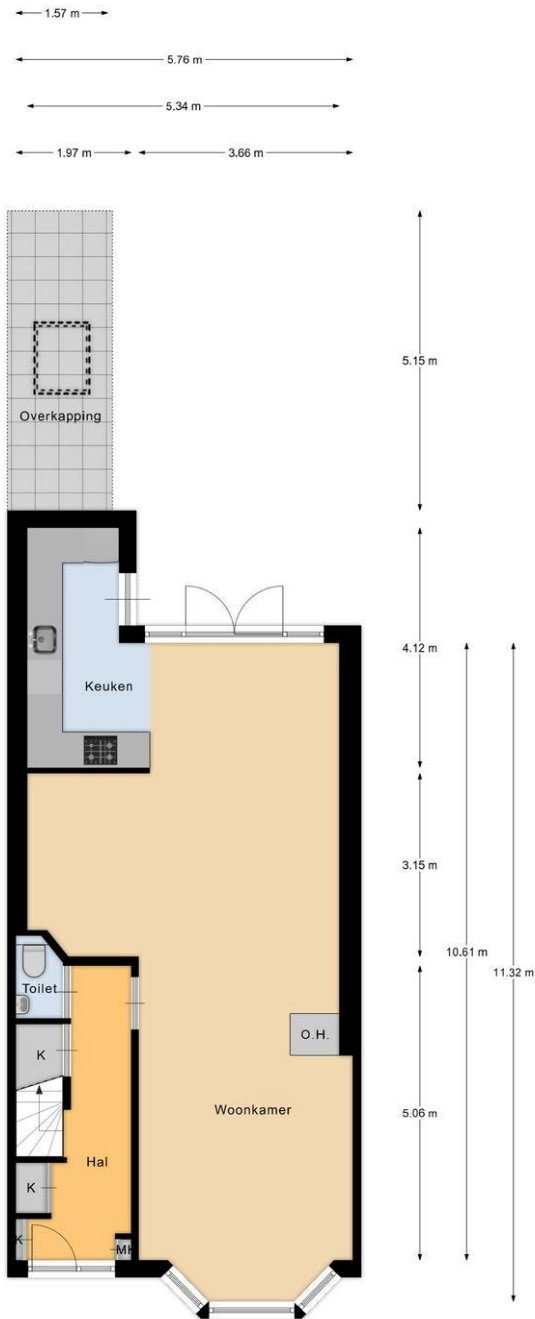 1.57 m
5.76 m
5.34 m
1.97 m
3.66 m
5.15 m
Overkapping
4.12 m
Keuken
3.15 m
10.61 m
11.32 m
Toilet
O.H.
K
Woonkamer
5.06 m
Hal
K
K
MK